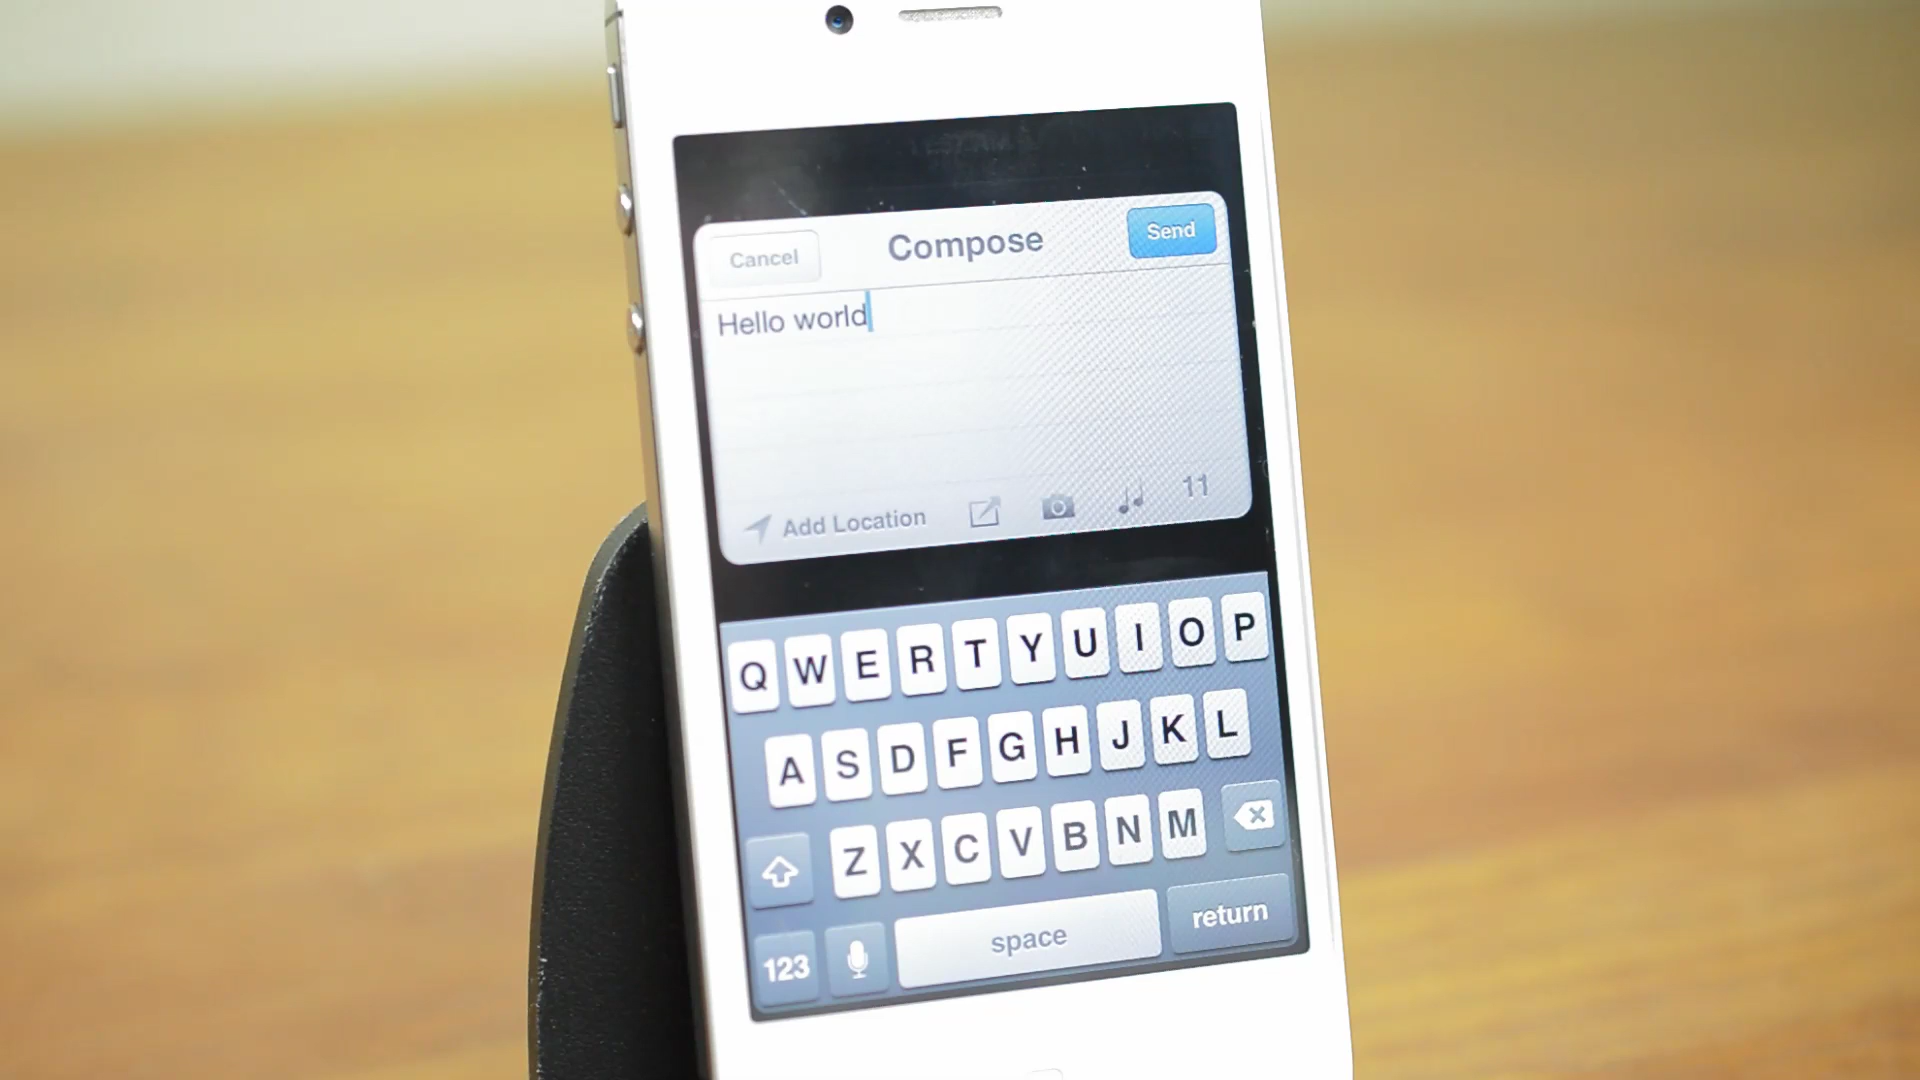 Cancel Compose Send
Hello world
Add Location 11
Q W E R T Y U I O P
A S D F G H J K L
Z X C V B N M
123 space return